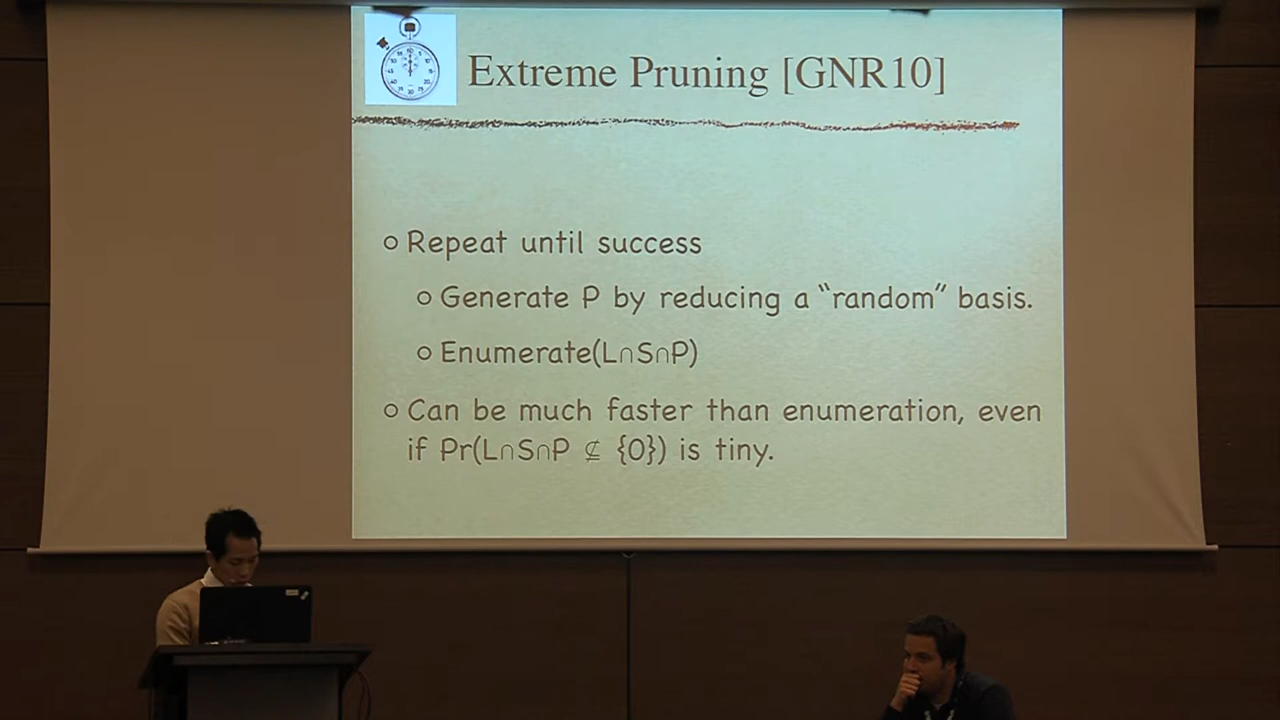 Extreme Pruning [GNR10]
Repeat until success
Generate P by reducing a “random” basis.
Enumerate(L∩S∩P)
Can be much faster than enumeration, even
if Pr(L∩S∩P ⊈ {0}) is tiny.